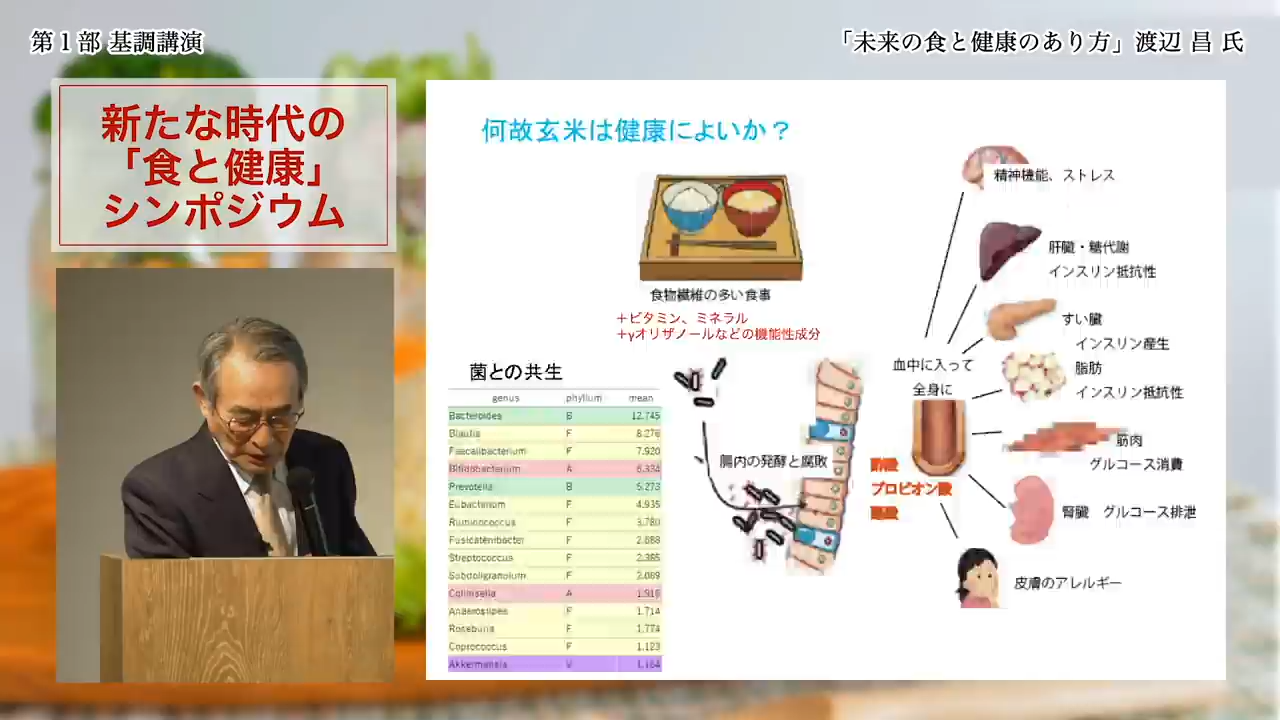 第1部 基調講演
「未来の食と健康のあり方」渡辺 昌 氏
新たな時代の
「食と健康」
シンポジウム
何故玄米は健康によいか？
食物繊維の多い食事
＋ビタミン、ミネラル
＋γオリザノールなどの機能性成分
菌との共生
genus phyllum mean
Bacteroides B 12.745
Blautia F 8.276
Faecalibacterium F 7.920
Bifidobacterium A 6.334
Prevotella B 5.273
Eubacterium F 4.935
Ruminococcus F 3.780
Fusicatenibacter F 2.688
Streptococcus F 2.385
Subdoligranulum F 2.089
Collinsella A 1.918
Anaerostipes F 1.714
Roseburia F 1.774
Coprococcus F 1.123
Akkermansia V 1.164
腸内の発酵と腐敗
酪酸
プロピオン酸
血中に入って
全身に
精神機能、ストレス
肝臓・糖代謝
インスリン抵抗性
すい臓
インスリン産生
脂肪
インスリン抵抗性
筋肉
グルコース消費
腎臓 グルコース排泄
皮膚のアレルギー